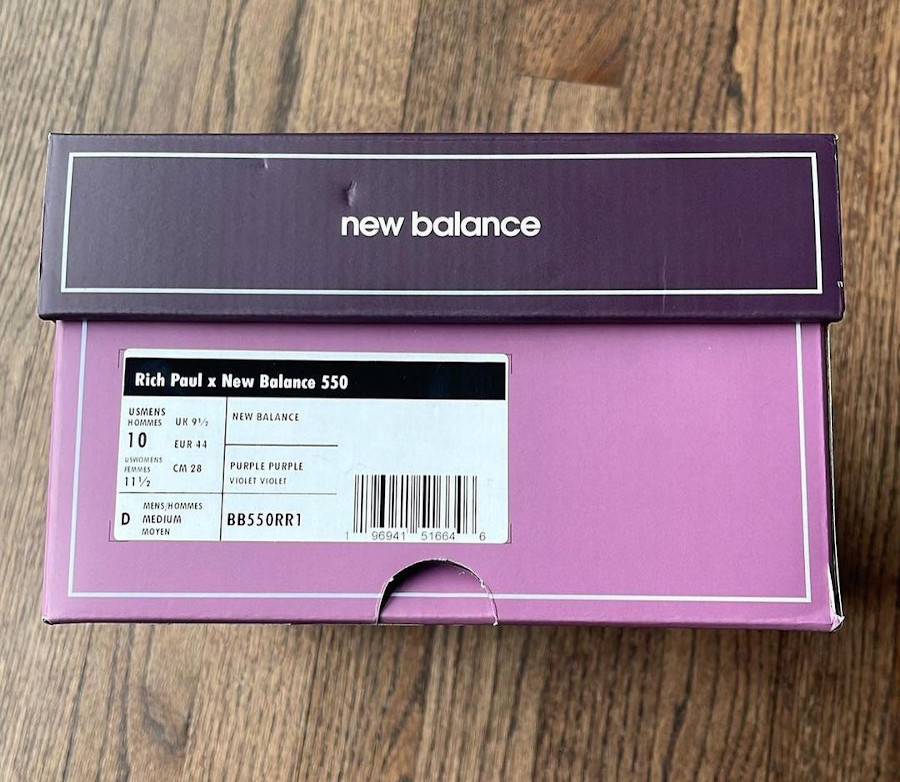 new balance
Rich Paul x New Balance 550
USMENS
HOMMES
10
UK 9½
EUR 44
CM 28
USWOMENS
FEMMES
11½
NEW BALANCE
PURPLE PURPLE
VIOLET VIOLET
D
MENS/HOMMES
MEDIUM
MOYEN
BB550RR1
1 96941 51664 6